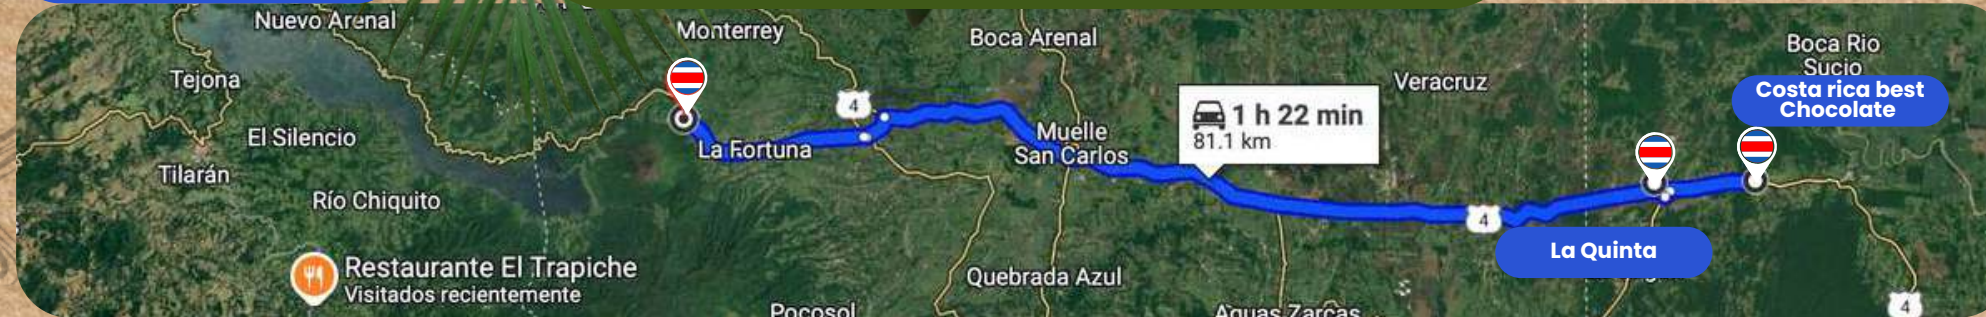 Nuevo Arenal
Monterrey
Boca Arenal
Boca Rio
Sucio
Tejona
Veracruz
Costa rica best
Chocolate
4
1 h 22 min
81.1 km
El Silencio
La Fortuna
Muelle
San Carlos
Tilarán
Río Chiquito
4
La Quinta
Restaurante El Trapiche
Visitados recientemente
Quebrada Azul
4
Pocosol
Aguas Zarcas